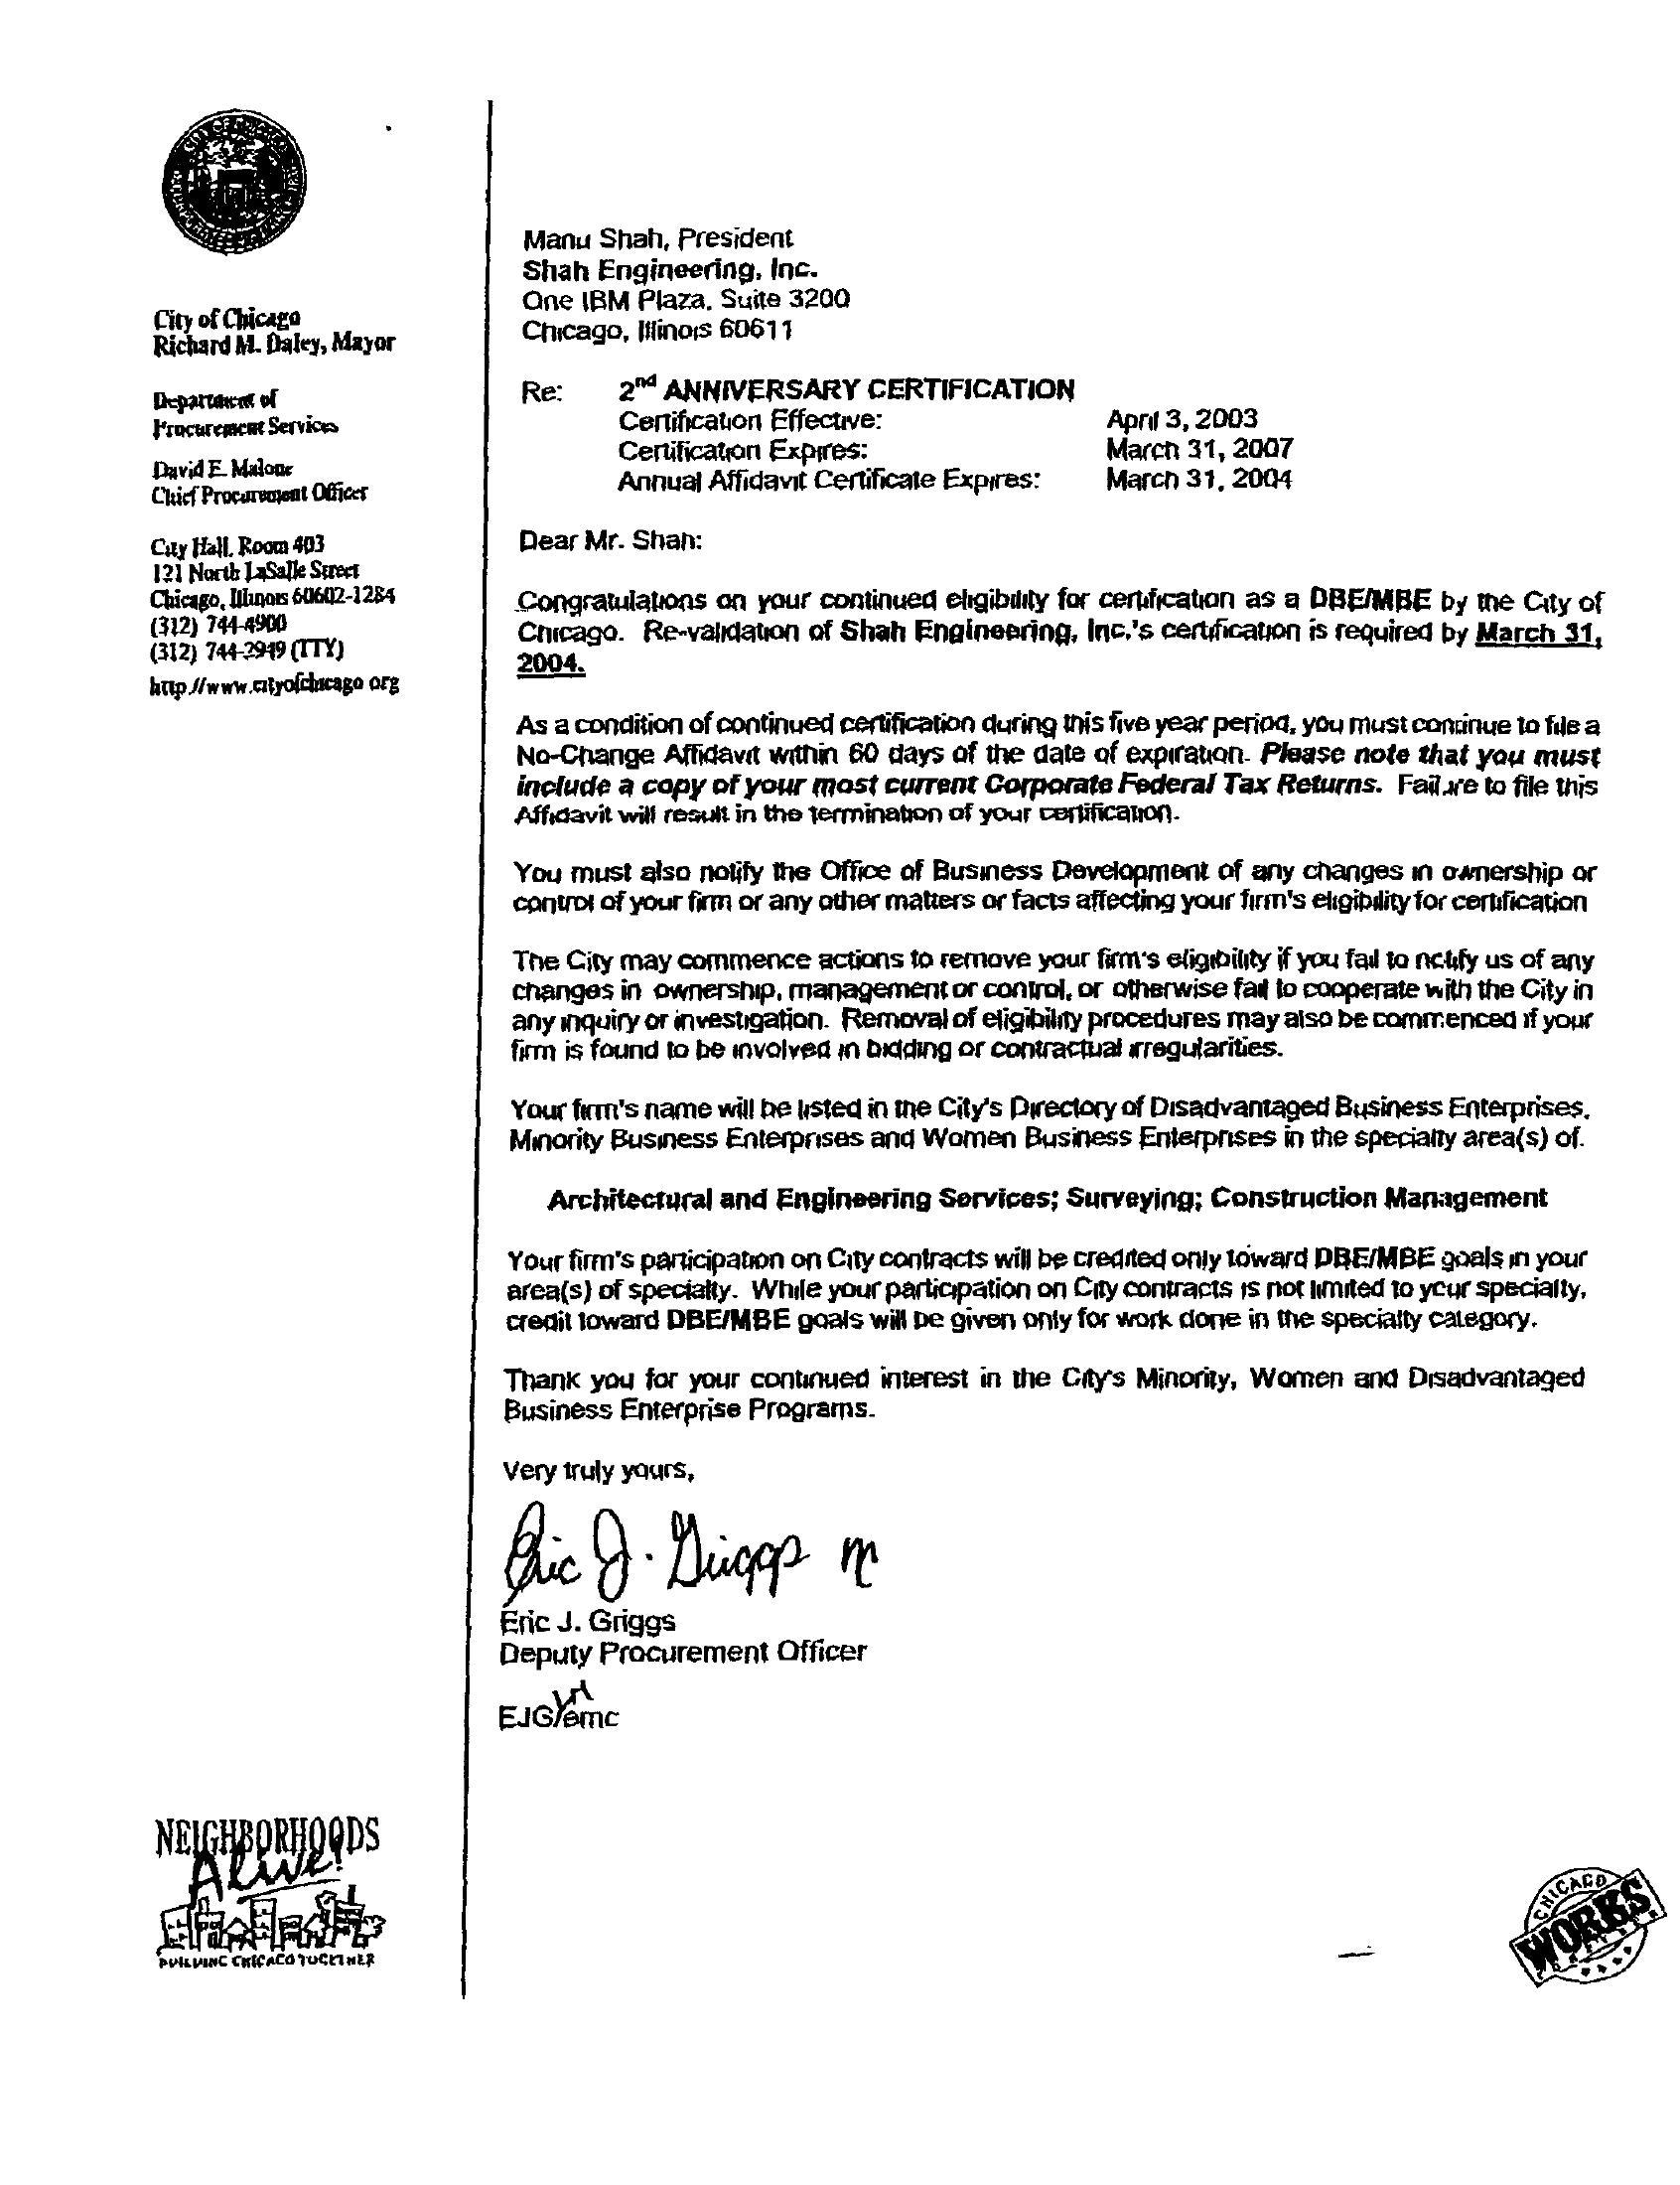 City of Chicago
Richard M. Daley, Mayor
Department of
Procurement Services
David E. Malone
Chief Procurement Officer
City Hall, Room 403
121 North LaSalle Street
Chicago, Illinois 60602-1284
(312) 744-4900
(312) 744-2949 (TTY)
http://www.cityofchicago.org
Manu Shah, President
Shah Engineering, Inc.
One IBM Plaza, Suite 3200
Chicago, Illinois 60611
Re: 2nd ANNIVERSARY CERTIFICATION
Certification Effective: April 3, 2003
Certification Expires: March 31, 2007
Annual Affidavit Certificate Expires: March 31, 2004
Dear Mr. Shah:
Congratulations on your continued eligibility for certification as a DBE/MBE by the City of
Chicago. Re-validation of Shah Engineering, Inc.'s certification is required by March 31,
2004.
As a condition of continued certification during this five year period, you must continue to file a
No-Change Affidavit within 60 days of the date of expiration. Please note that you must
include a copy of your most current Corporate Federal Tax Returns. Failure to file this
Affidavit will result in the termination of your certification.
You must also notify the Office of Business Development of any changes in ownership or
control of your firm or any other matters or facts affecting your firm's eligibility for certification
The City may commence actions to remove your firm's eligibility if you fail to notify us of any
changes in ownership, management or control, or otherwise fail to cooperate with the City in
any inquiry or investigation. Removal of eligibility procedures may also be commenced if your
firm is found to be involved in bidding or contractual irregularities.
Your firm's name will be listed in the City's Directory of Disadvantaged Business Enterprises,
Minority Business Enterprises and Women Business Enterprises in the specialty area(s) of.
Architectural and Engineering Services; Surveying; Construction Management
Your firm's participation on City contracts will be credited only toward DBE/MBE goals in your
area(s) of specialty. While your participation on City contracts is not limited to your specialty,
credit toward DBE/MBE goals will be given only for work done in the specialty category.
Thank you for your continued interest in the City's Minority, Women and Disadvantaged
Business Enterprise Programs.
Very truly yours,
Eric J. Griggs
Eric J. Griggs
Deputy Procurement Officer
EJG/emc
NEIGHBORHOODS
Alive!
BUILDING CHICAGO TOGETHER
CHICAGO
WORKS